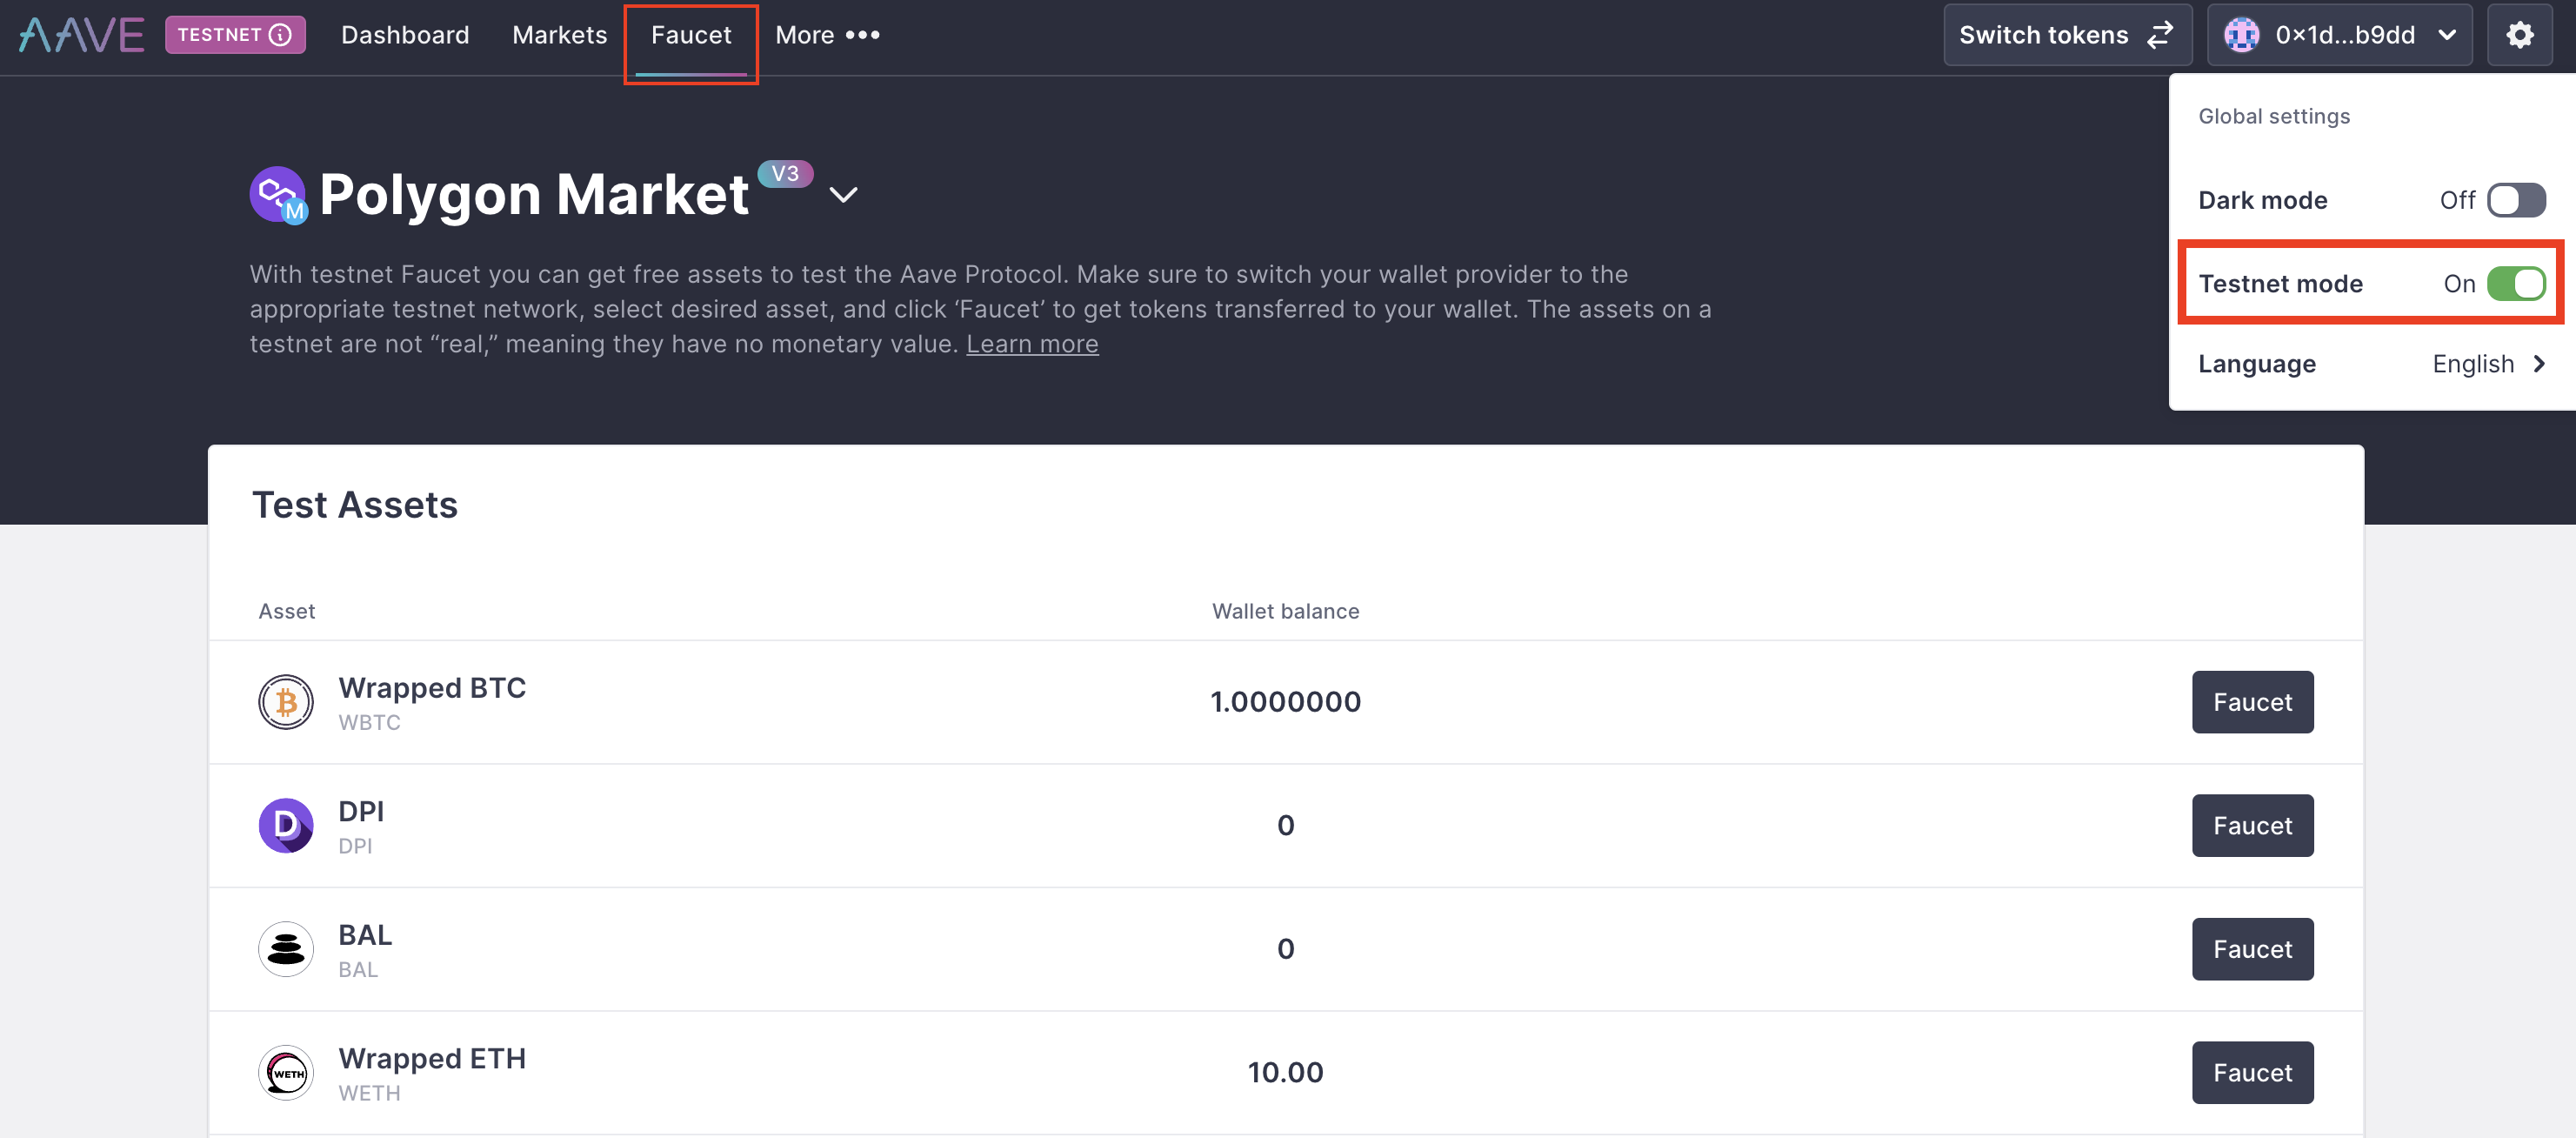 AAVE TESTNET Dashboard Markets Faucet More ••• Switch tokens 0x1d...b9dd
Global settings
Dark mode Off
Testnet mode On
Language English
Polygon Market V3
M
With testnet Faucet you can get free assets to test the Aave Protocol. Make sure to switch your wallet provider to the
appropriate testnet network, select desired asset, and click ‘Faucet’ to get tokens transferred to your wallet. The assets on a
testnet are not “real,” meaning they have no monetary value. Learn more
Test Assets
Asset Wallet balance
Wrapped BTC 1.0000000 Faucet
WBTC
DPI 0 Faucet
DPI
BAL 0 Faucet
BAL
Wrapped ETH 10.00 Faucet
WETH
WETH